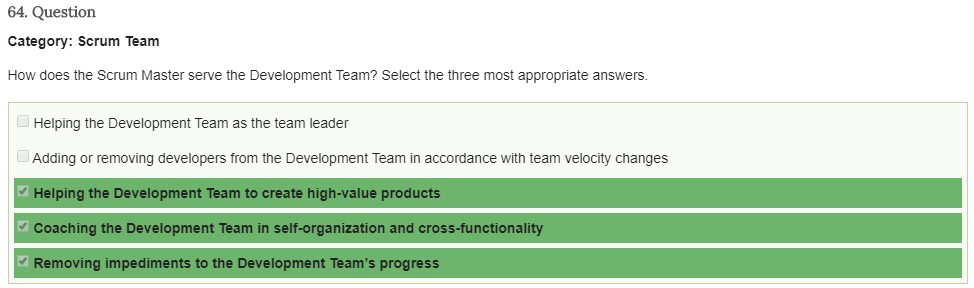 64. Question
Category: Scrum Team
How does the Scrum Master serve the Development Team? Select the three most appropriate answers.
Helping the Development Team as the team leader
Adding or removing developers from the Development Team in accordance with team velocity changes
Helping the Development Team to create high-value products
Coaching the Development Team in self-organization and cross-functionality
Removing impediments to the Development Team’s progress